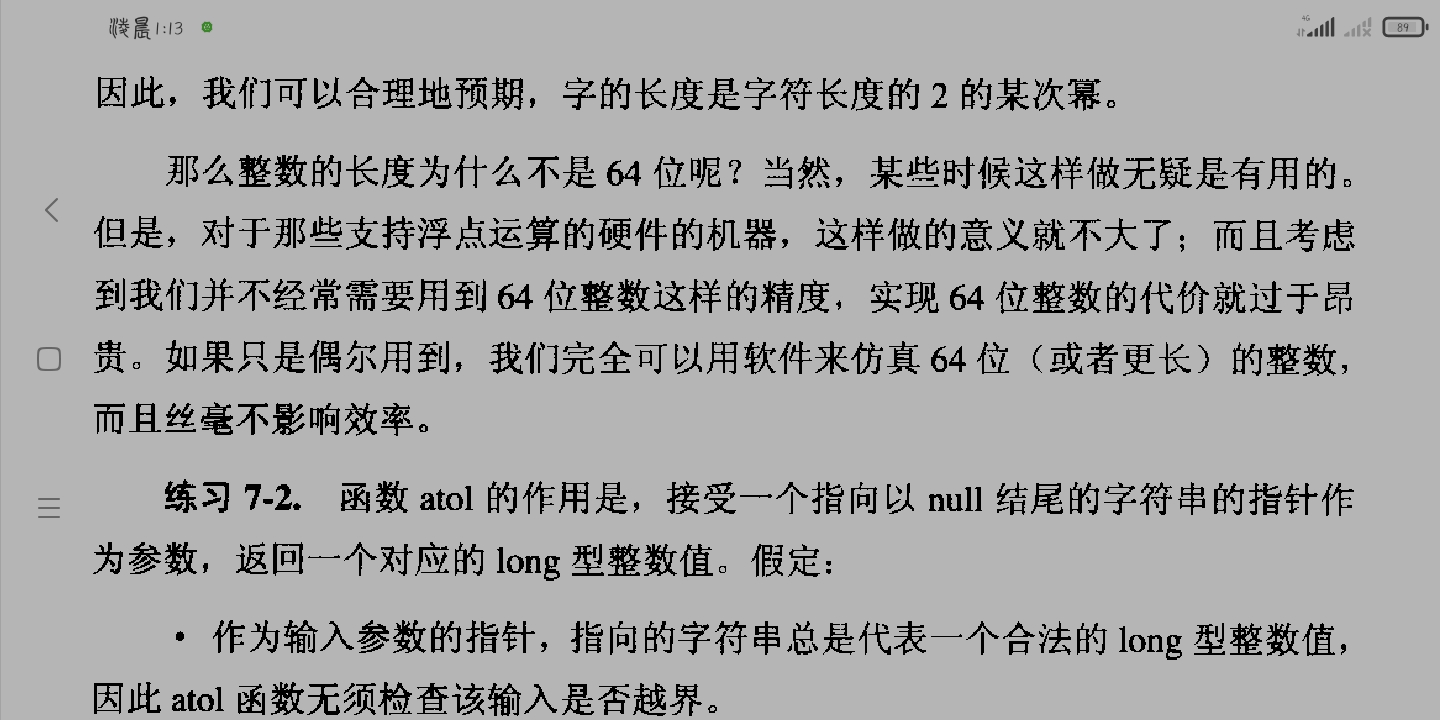 凌晨1:13
4G
89
因此，我们可以合理地预期，字的长度是字符长度的 2 的某次幂。
那么整数的长度为什么不是 64 位呢？当然，某些时候这样做无疑是有用的。
但是，对于那些支持浮点运算的硬件的机器，这样做的意义就不大了；而且考虑
到我们并不经常需要用到 64 位整数这样的精度，实现 64 位整数的代价就过于昂
贵。如果只是偶尔用到，我们完全可以用软件来仿真 64 位（或者更长）的整数，
而且丝毫不影响效率。
练习 7-2. 函数 atol 的作用是，接受一个指向以 null 结尾的字符串的指针作
为参数，返回一个对应的 long 型整数值。假定：
• 作为输入参数的指针，指向的字符串总是代表一个合法的 long 型整数值，
因此 atol 函数无须检查该输入是否越界。